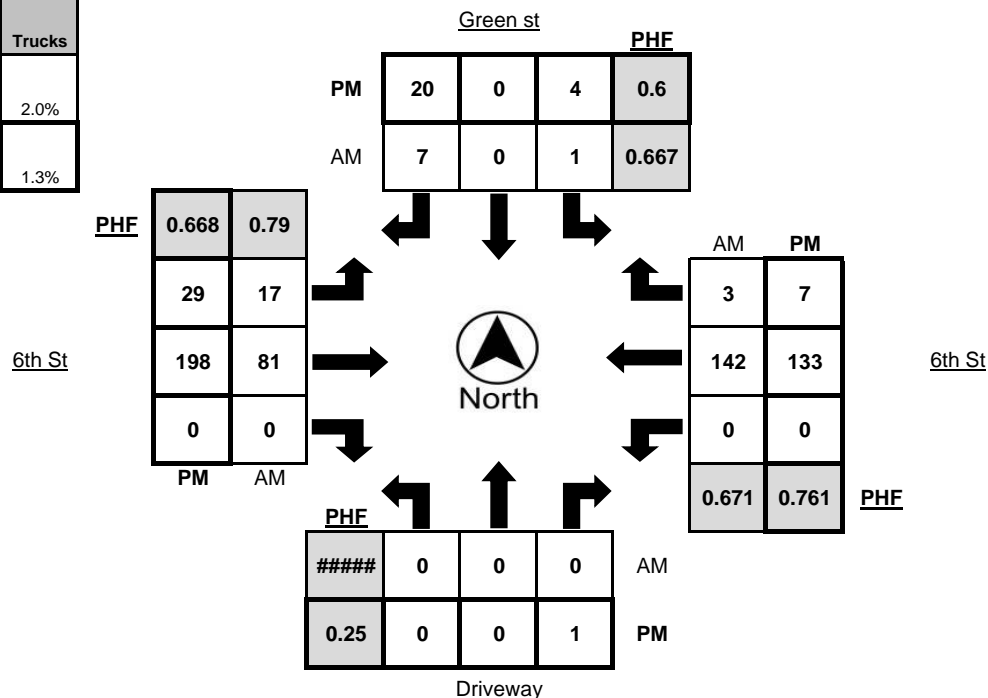 Trucks
2.0%
1.3%
Green st
PHF
PM 20 0 4 0.6
AM 7 0 1 0.667
PHF 0.668 0.79
29 17
6th St 198 81
0 0
PM AM
North
AM PM
3 7
142 133 6th St
0 0
0.671 0.761 PHF
PHF
##### 0 0 0 AM
0.25 0 0 1 PM
Driveway